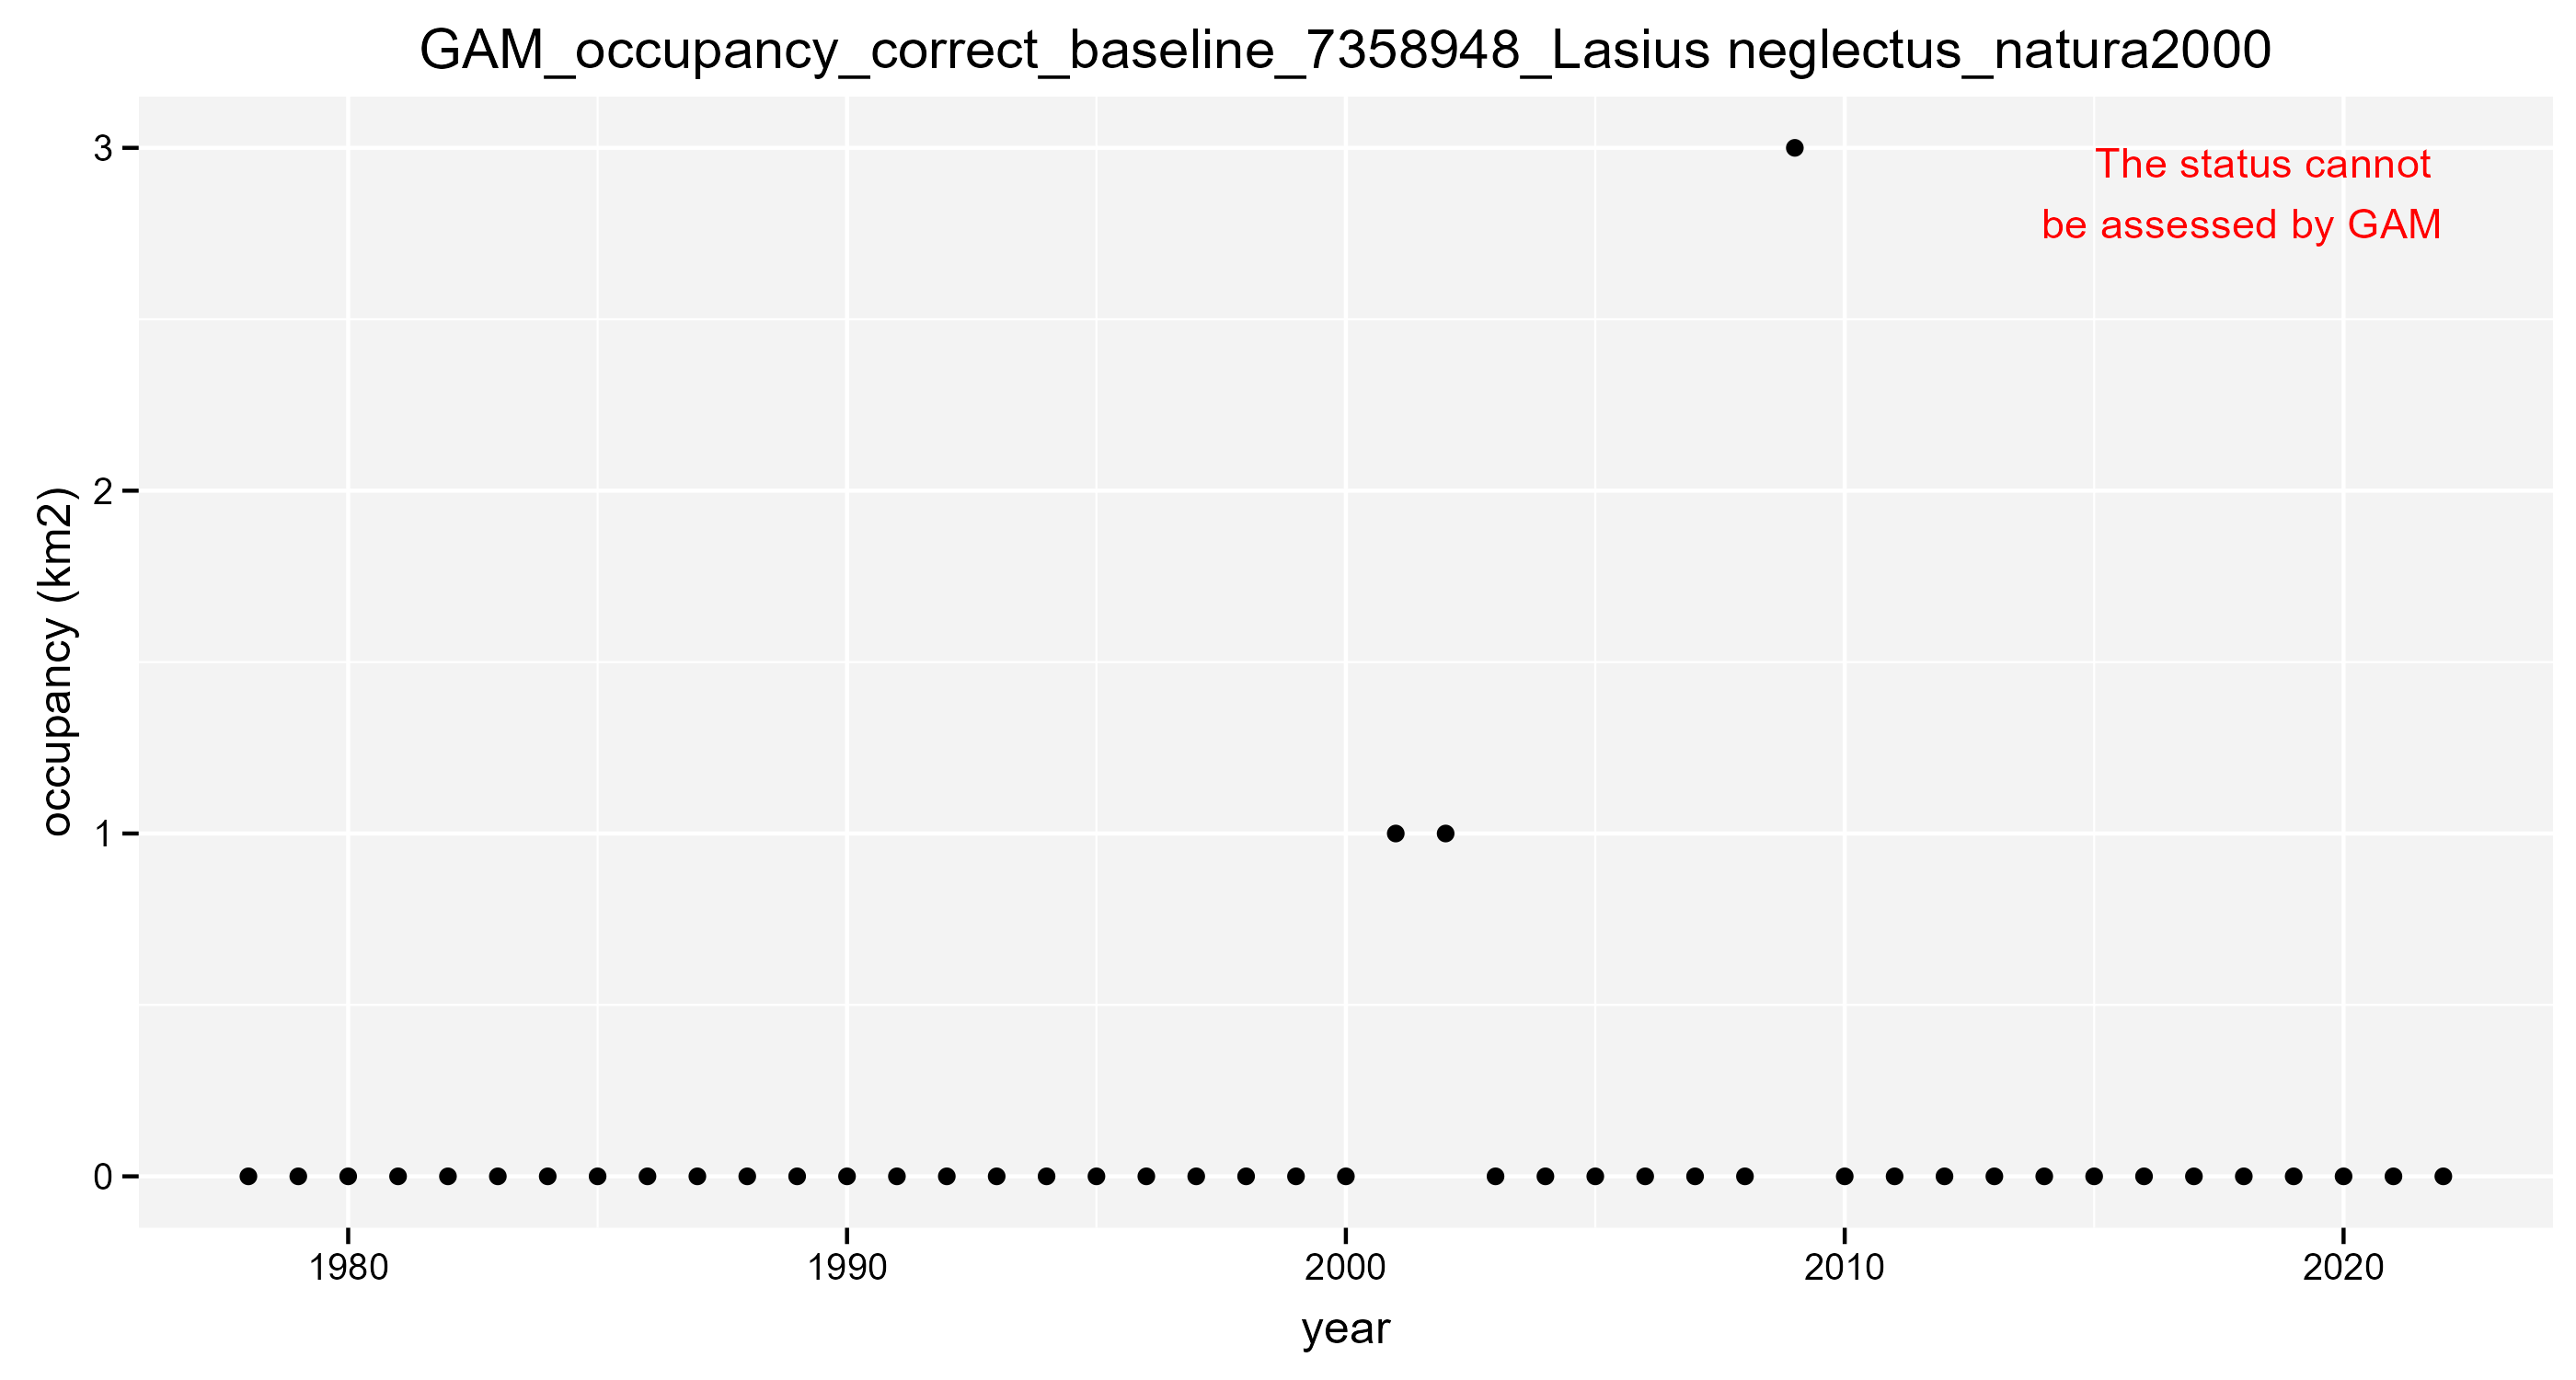 GAM_occupancy_correct_baseline_7358948_Lasius neglectus_natura2000
3
The status cannot
be assessed by GAM
2
occupancy (km2)
1
0
1980 1990 2000 2010 2020
year